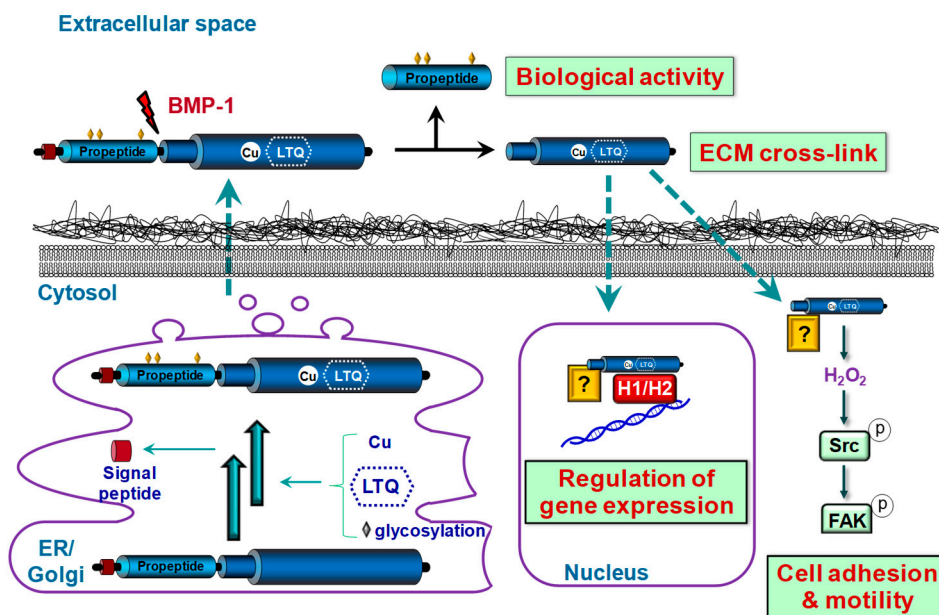 Extracellular space
Propeptide
Biological activity
BMP-1
Propeptide
Cu
LTQ
Cu
LTQ
ECM cross-link
Cytosol
Propeptide
Cu
LTQ
Signal
peptide
Cu
LTQ
glycosylation
ER/
Golgi
Propeptide
?
Cu
LTQ
H1/H2
Regulation of
gene expression
Nucleus
Cu
LTQ
?
H₂O₂
Src
P
FAK
P
Cell adhesion
& motility